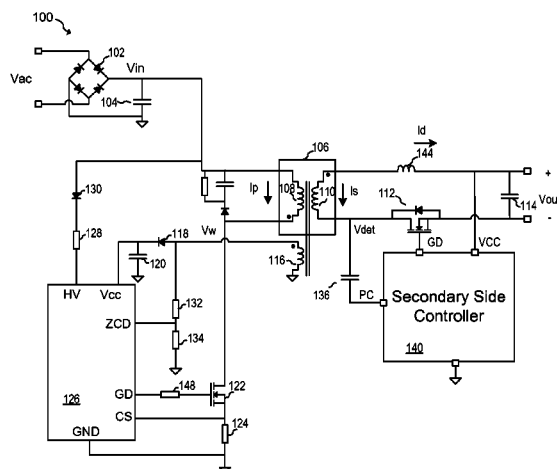 100
102
Vac
Vin
104
106
Id
144
+
130
Ip
108
110
Is
112
114
Vou
-
128
Vw
118
Vdet
GD
VCC
120
116
136
PC
Secondary Side
Controller
140
HV
Vcc
132
ZCD
134
148
122
GD
126
CS
124
GND